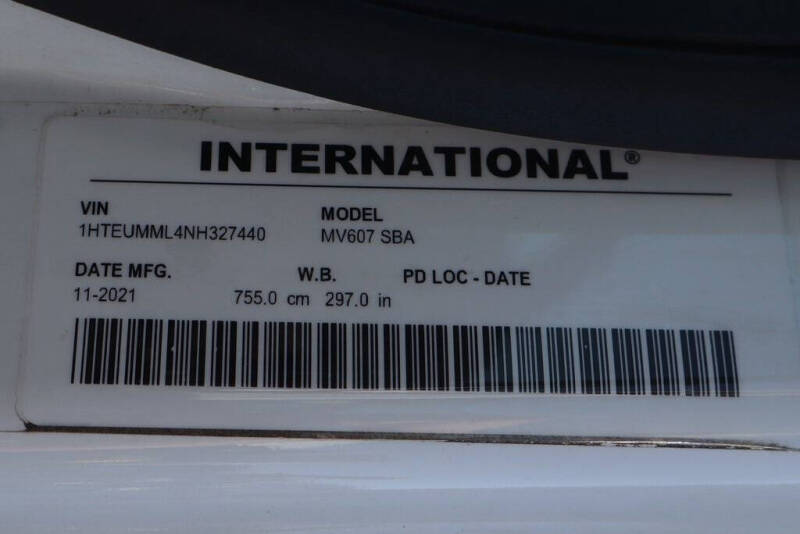 INTERNATIONAL®
VIN MODEL
1HTEUMML4NH327440 MV607 SBA
DATE MFG. W.B. PD LOC - DATE
11-2021 755.0 cm 297.0 in